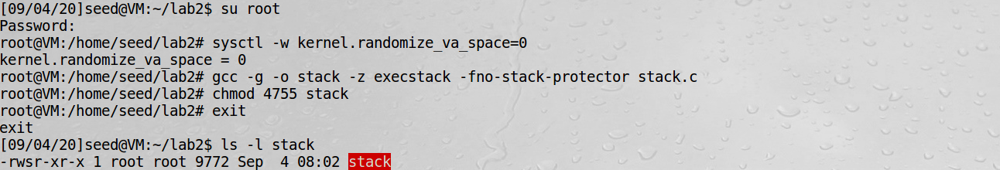 [09/04/20]seed@VM:~/lab2$ su root
Password:
root@VM:/home/seed/lab2# sysctl -w kernel.randomize_va_space=0
kernel.randomize_va_space = 0
root@VM:/home/seed/lab2# gcc -g -o stack -z execstack -fno-stack-protector stack.c
root@VM:/home/seed/lab2# chmod 4755 stack
root@VM:/home/seed/lab2# exit
exit
[09/04/20]seed@VM:~/lab2$ ls -l stack
-rwsr-xr-x 1 root root 9772 Sep  4 08:02 stack